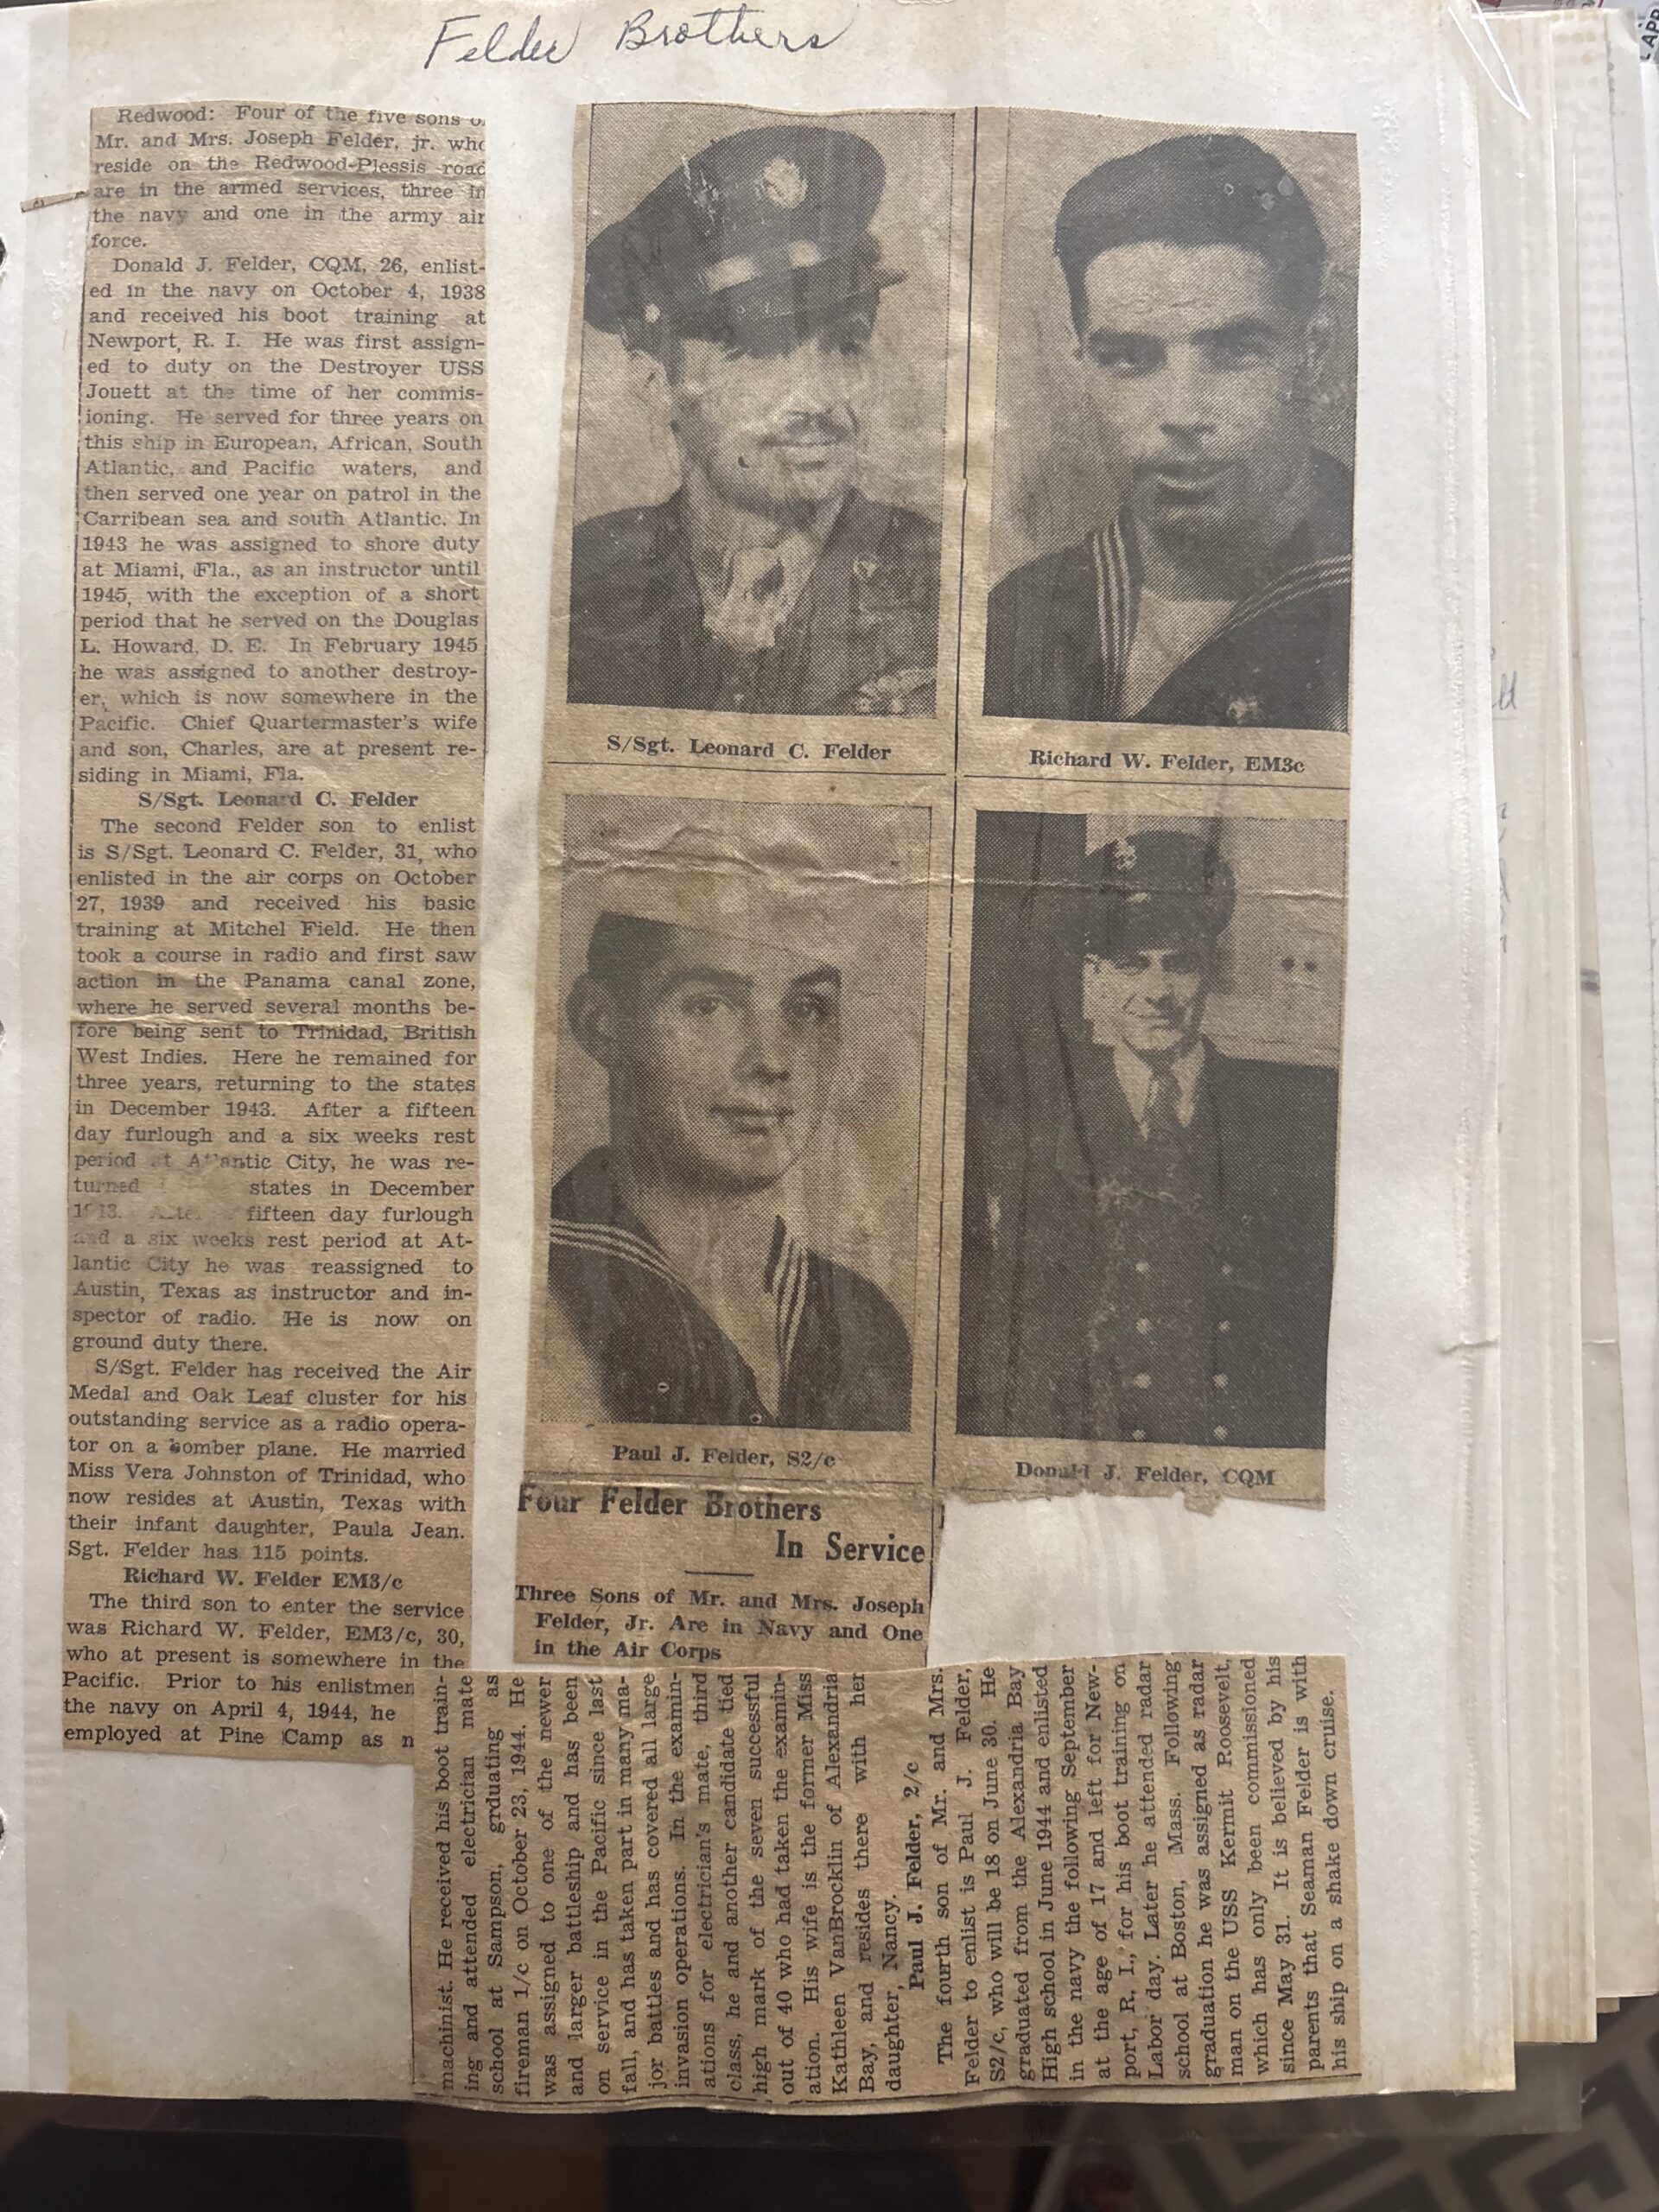 Felder Brothers
Redwood: Four of the five sons
Mr. and Mrs. Joseph Felder, jr. who
reside on the Redwood-Plessis road
are in the armed services, three in
the navy and one in the army air
force.
Donald J. Felder, CQM, 26, enlist-
ed in the navy on October 4, 1938
and received his boot training at
Newport, R. I. He was first assign-
ed to duty on the Destroyer USS
Jouett at the time of her commis-
sioning. He served for three years on
this ship in European, African, South
Atlantic, and Pacific waters, and
then served one year on patrol in the
Carribean sea and south Atlantic. In
1943 he was assigned to shore duty
at Miami, Fla., as an instructor until
1945, with the exception of a short
period that he served on the Douglas
L. Howard, D. E. In February 1945
he was assigned to another destroy-
er, which is now somewhere in the
Pacific. Chief Quartermaster's wife
and son, Charles, are at present re-
siding in Miami, Fla.
S/Sgt. Leonard C. Felder
The second Felder son to enlist
is S/Sgt. Leonard C. Felder, 31, who
enlisted in the air corps on October
27, 1939 and received his basic
training at Mitchel Field. He then
took a course in radio and first saw
action in the Panama canal zone,
where he served several months be-
fore being sent to Trinidad, British
West Indies. Here he remained for
three years, returning to the states
in December 1943. After a fifteen
day furlough and a six weeks rest
period at Atlantic City, he was re-
turned states in December
1943. After fifteen day furlough
and a six weeks rest period at At-
lantic City he was reassigned to
Austin, Texas as instructor and in-
spector of radio. He is now on
ground duty there.
S/Sgt. Felder has received the Air
Medal and Oak Leaf cluster for his
outstanding service as a radio opera-
tor on a bomber plane. He married
Miss Vera Johnston of Trinidad, who
now resides at Austin, Texas with
their infant daughter, Paula Jean.
Sgt. Felder has 115 points.
Richard W. Felder EM3/c
The third son to enter the service
was Richard W. Felder, EM3/c, 30,
who at present is somewhere in the
Pacific. Prior to his enlistmen
the navy on April 4, 1944, he
employed at Pine Camp as
machinist. He received his boot train-
ing and attended electrician mate
school at Sampson, grduating as
fireman 1/c on October 23, 1944. He
was assigned to one of the newer
and larger battleship and has been
on service in the Pacific since last
fall, and has taken part in many ma-
jor battles and has covered all large
invasion operations. In the examin-
ations for electrician's mate, third
class, he and another candidate tied
high mark of the seven successful
out of 40 who had taken the examin-
ation. His wife is the former Miss
Kathleen VanBrocklin of Alexandria
Bay, and resides there with her
daughter, Nancy.
Paul J. Felder, 2/c
The fourth son of Mr. and Mrs.
Felder to enlist is Paul J. Felder,
S2/c, who will be 18 on June 30. He
graduated from the Alexandria Bay
High school in June 1944 and enlisted
in the navy the following September
at the age of 17 and left for New-
port, R, I., for his boot training on
Labor day. Later he attended radar
school at Boston, Mass. Following
graduation he was assigned as radar
man on the USS Kermit Roosevelt,
which has only been commissioned
since May 31. It is believed by his
parents that Seaman Felder is with
his ship on a shake down cruise.
S/Sgt. Leonard C. Felder
Richard W. Felder, EM3c
Paul J. Felder, S2/c
Donald J. Felder, CQM
Four Felder Brothers
In Service
Three Sons of Mr. and Mrs. Joseph
Felder, Jr. Are in Navy and One
in the Air Corps